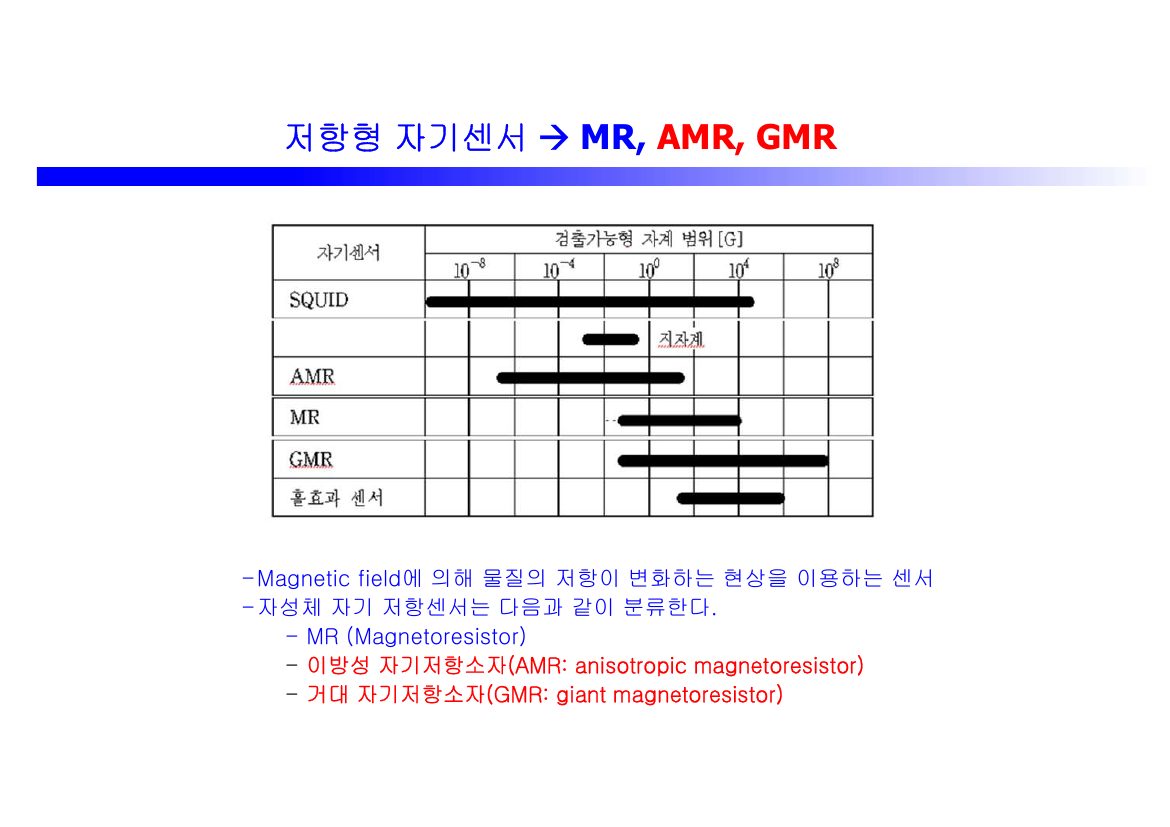 저항형 자기센서 → MR, AMR, GMR
자기센서
검출가능형 자계 범위[G]
10⁻⁸ 10⁻⁴ 10⁰ 10⁴ 10⁸
SQUID
지자계
AMR
MR
GMR
홀효과 센서
-Magnetic field에 의해 물질의 저항이 변화하는 현상을 이용하는 센서
-자성체 자기 저항센서는 다음과 같이 분류한다.
- MR (Magnetoresistor)
- 이방성 자기저항소자(AMR: anisotropic magnetoresistor)
- 거대 자기저항소자(GMR: giant magnetoresistor)